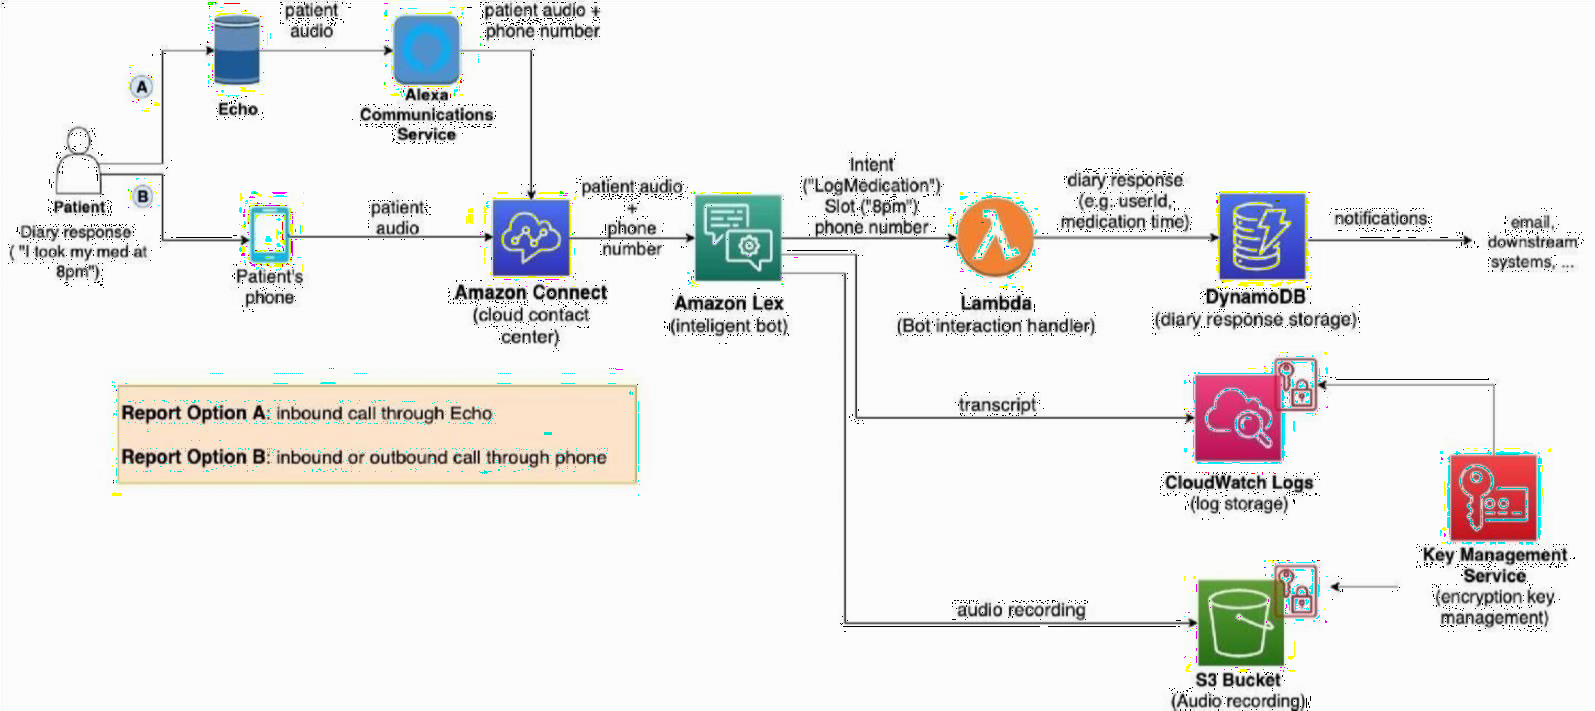 patient
audio
patient audio +
phone number
A
Echo
Alexa
Communications
Service
B
Patient
Diary response
( "I took my med at
8pm")
Patient's
phone
patient
audio
Amazon Connect
(cloud contact
center)
patient audio
+
phone
number
Amazon Lex
(inteligent bot)
Intent
("LogMedication")
Slot ("8pm")
phone number
Lambda
(Bot interaction handler)
diary response
(e.g. userId,
medication time)
DynamoDB
(diary response storage)
notifications
email,
downstream
systems, ...
Report Option A: inbound call through Echo
Report Option B: inbound or outbound call through phone
transcript
CloudWatch Logs
(log storage)
Key Management
Service
(encryption key
management)
audio recording
S3 Bucket
(Audio recording)